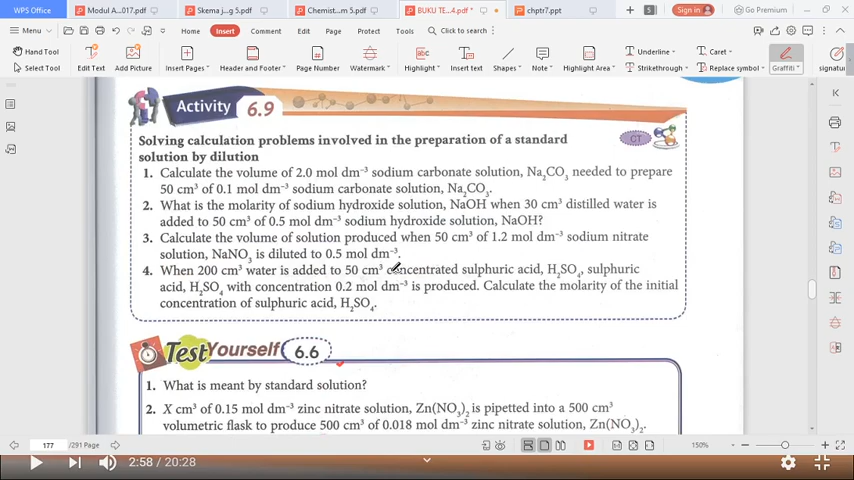 WPS Office
Modul A...017.pdf
Skema j...g 5.pdf
Chemist...m 5.pdf
BUKU TE...4.pdf *
chptr7.ppt
5
Sign in
Go Premium
Menu
Home
Insert
Comment
Edit
Page
Protect
Tools
Click to search
Hand Tool
Select Tool
Edit Text
Add Picture
Insert Pages
Header and Footer
Page Number
Watermark
Highlight
Insert text
Shapes
Note
Highlight Area
Underline
Strikethrough
Caret
Replace symbol
Graffiti
signatur
Activity 6.9
Solving calculation problems involved in the preparation of a standard
solution by dilution
GT
1. Calculate the volume of 2.0 mol dm⁻³ sodium carbonate solution, Na₂CO₃ needed to prepare
50 cm³ of 0.1 mol dm⁻³ sodium carbonate solution, Na₂CO₃.
2. What is the molarity of sodium hydroxide solution, NaOH when 30 cm³ distilled water is
added to 50 cm³ of 0.5 mol dm⁻³ sodium hydroxide solution, NaOH?
3. Calculate the volume of solution produced when 50 cm³ of 1.2 mol dm⁻³ sodium nitrate
solution, NaNO₃ is diluted to 0.5 mol dm⁻³.
4. When 200 cm³ water is added to 50 cm³ concentrated sulphuric acid, H₂SO₄, sulphuric
acid, H₂SO₄ with concentration 0.2 mol dm⁻³ is produced. Calculate the molarity of the initial
concentration of sulphuric acid, H₂SO₄.
Test Yourself 6.6
1. What is meant by standard solution?
2. X cm³ of 0.15 mol dm⁻³ zinc nitrate solution, Zn(NO₃)₂ is pipetted into a 500 cm³
volumetric flask to produce 500 cm³ of 0.018 mol dm⁻³ zinc nitrate solution, Zn(NO₃)₂.
177 /291 Page
150%
2:58 / 20:28